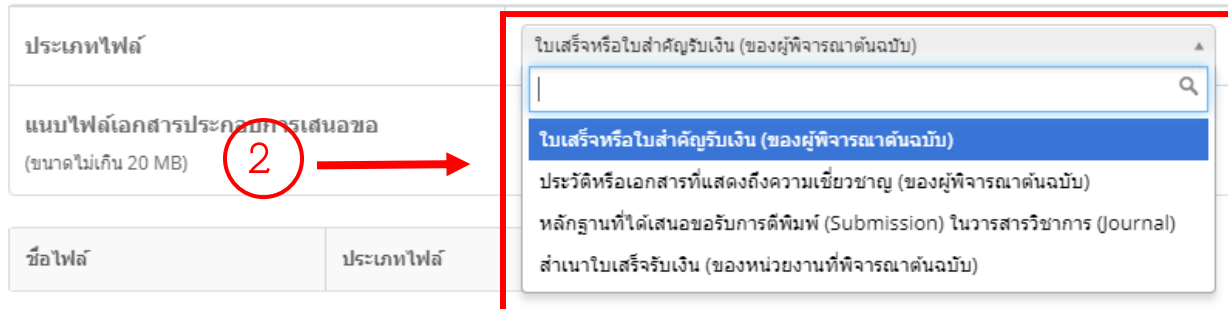 ประเภทไฟล์
ใบเสร็จหรือใบสำคัญรับเงิน (ของผู้พิจารณาต้นฉบับ)
แนบไฟล์เอกสารประกอบการเสนอขอ
(ขนาดไม่เกิน 20 MB)
2
ใบเสร็จหรือใบสำคัญรับเงิน (ของผู้พิจารณาต้นฉบับ)
ประวัติหรือเอกสารที่แสดงถึงความเชี่ยวชาญ (ของผู้พิจารณาต้นฉบับ)
หลักฐานที่ได้เสนอขอรับการตีพิมพ์ (Submission) ในวารสารวิชาการ (Journal)
สำเนาใบเสร็จรับเงิน (ของหน่วยงานที่พิจารณาต้นฉบับ)
ชื่อไฟล์
ประเภทไฟล์